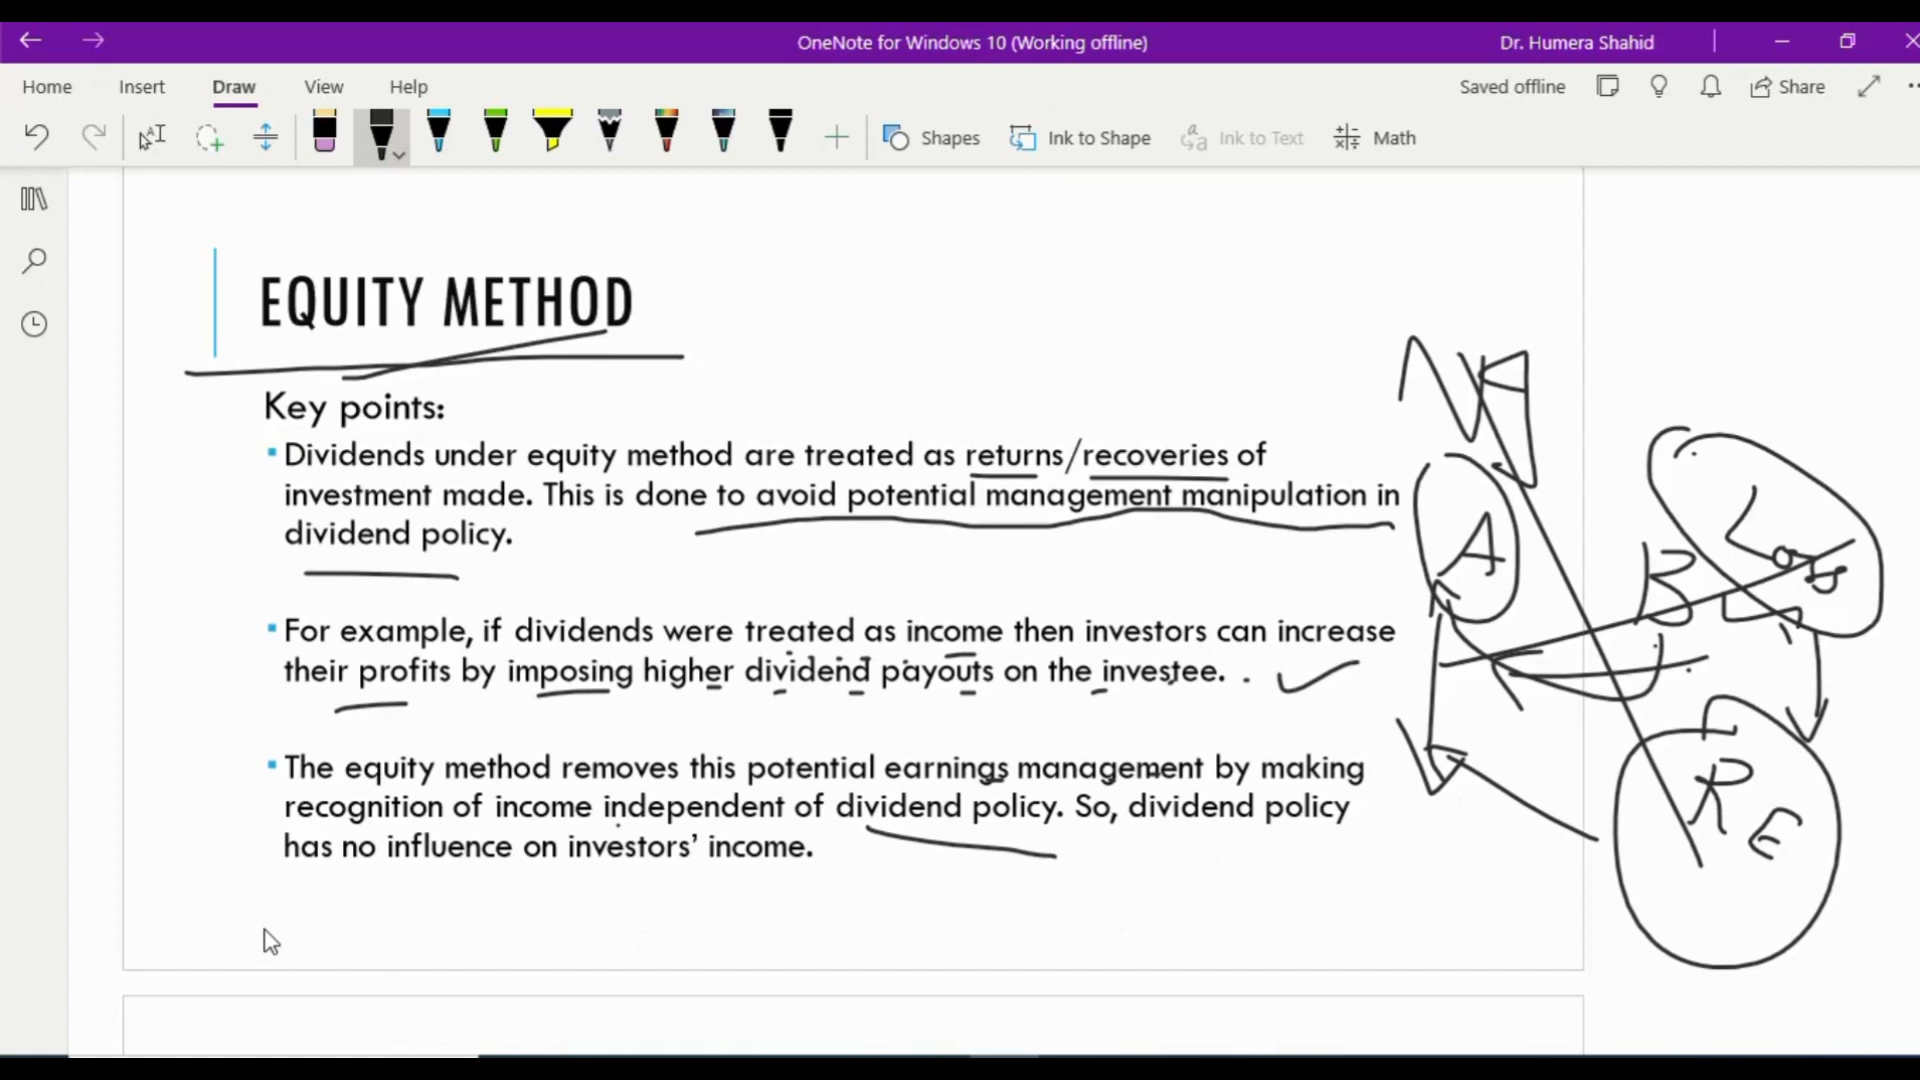 OneNote for Windows 10 (Working offline)
Dr. Humera Shahid
Home Insert Draw View Help
Saved offline
Share
Shapes
Ink to Shape
Ink to Text
Math
EQUITY METHOD
Key points:
Dividends under equity method are treated as returns/recoveries of
investment made. This is done to avoid potential management manipulation in
dividend policy.
For example, if dividends were treated as income then investors can increase
their profits by imposing higher dividend payouts on the investee.
The equity method removes this potential earnings management by making
recognition of income independent of dividend policy. So, dividend policy
has no influence on investors' income.
A
B
Loss
RE